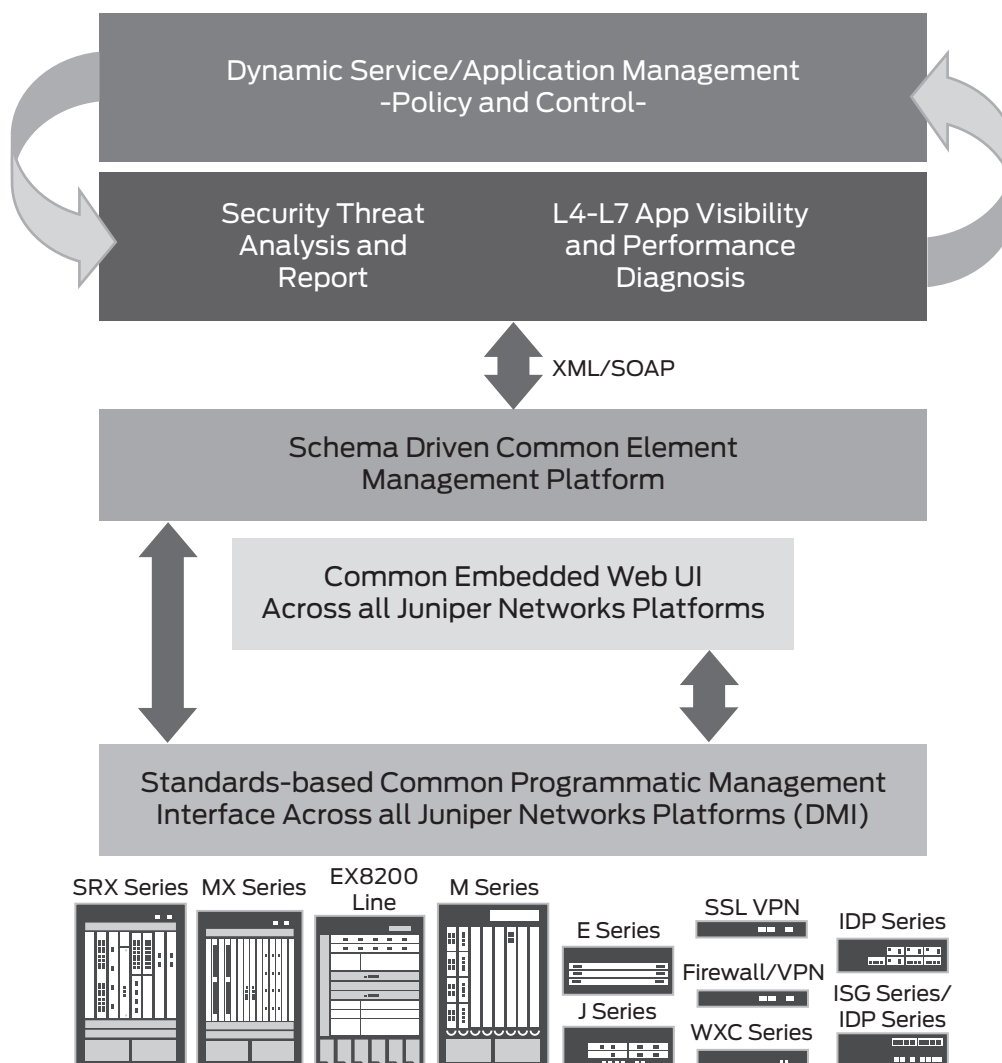 Dynamic Service/Application Management
-Policy and Control-
Security Threat
Analysis and
Report
L4-L7 App Visibility
and Performance
Diagnosis
XML/SOAP
Schema Driven Common Element
Management Platform
Common Embedded Web UI
Across all Juniper Networks Platforms
Standards-based Common Programmatic Management
Interface Across all Juniper Networks Platforms (DMI)
SRX Series
MX Series
EX8200
Line
M Series
E Series
J Series
SSL VPN
Firewall/VPN
WXC Series
IDP Series
ISG Series/
IDP Series